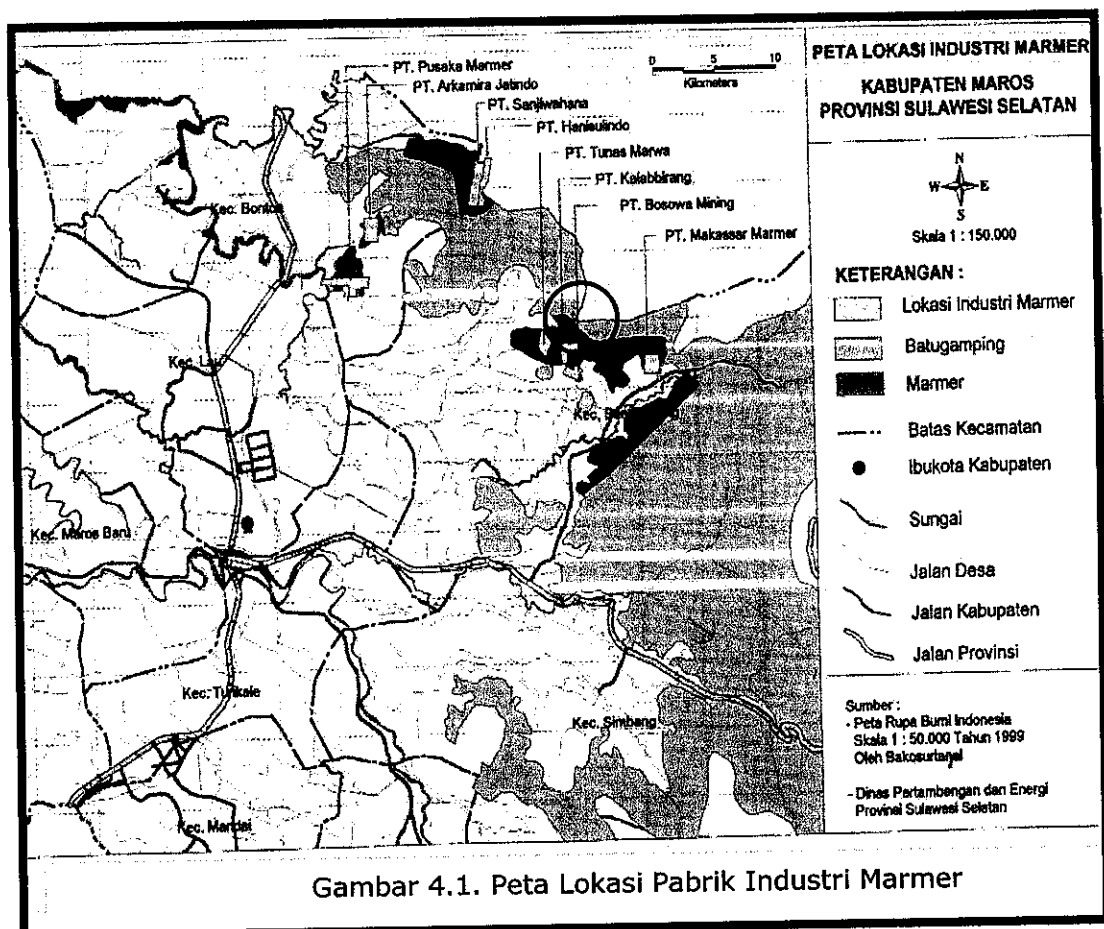 PT. Pusaka Marmer
PT. Arkamira Jatindo
PT. Sanjiwahana
PT. Tunas Marwa
PT. Kalabbirang
PT. Bosowa Mining
PT. Makassar Marmer
0 5 10
Kilometers
Kec. Bontoa
Kec. Lau
Kec. Maros Baru
Kec. Turikale
Kec. Simbang
Kec. Mandai
PETA LOKASI INDUSTRI MARMER
KABUPATEN MAROS
PROVINSI SULAWESI SELATAN
N
W E
S
Skala 1 : 150.000
KETERANGAN :
Lokasi Industri Marmer
Batugamping
Marmer
Batas Kecamatan
Ibukota Kabupaten
Sungai
Jalan Desa
Jalan Kabupaten
Jalan Provinsi
Sumber :
- Peta Rupa Bumi Indonesia
Skala 1 : 50.000 Tahun 1999
Oleh Bakosurtanal
- Dinas Pertambangan dan Energi
Provinsi Sulawesi Selatan
Gambar 4.1. Peta Lokasi Pabrik Industri Marmer